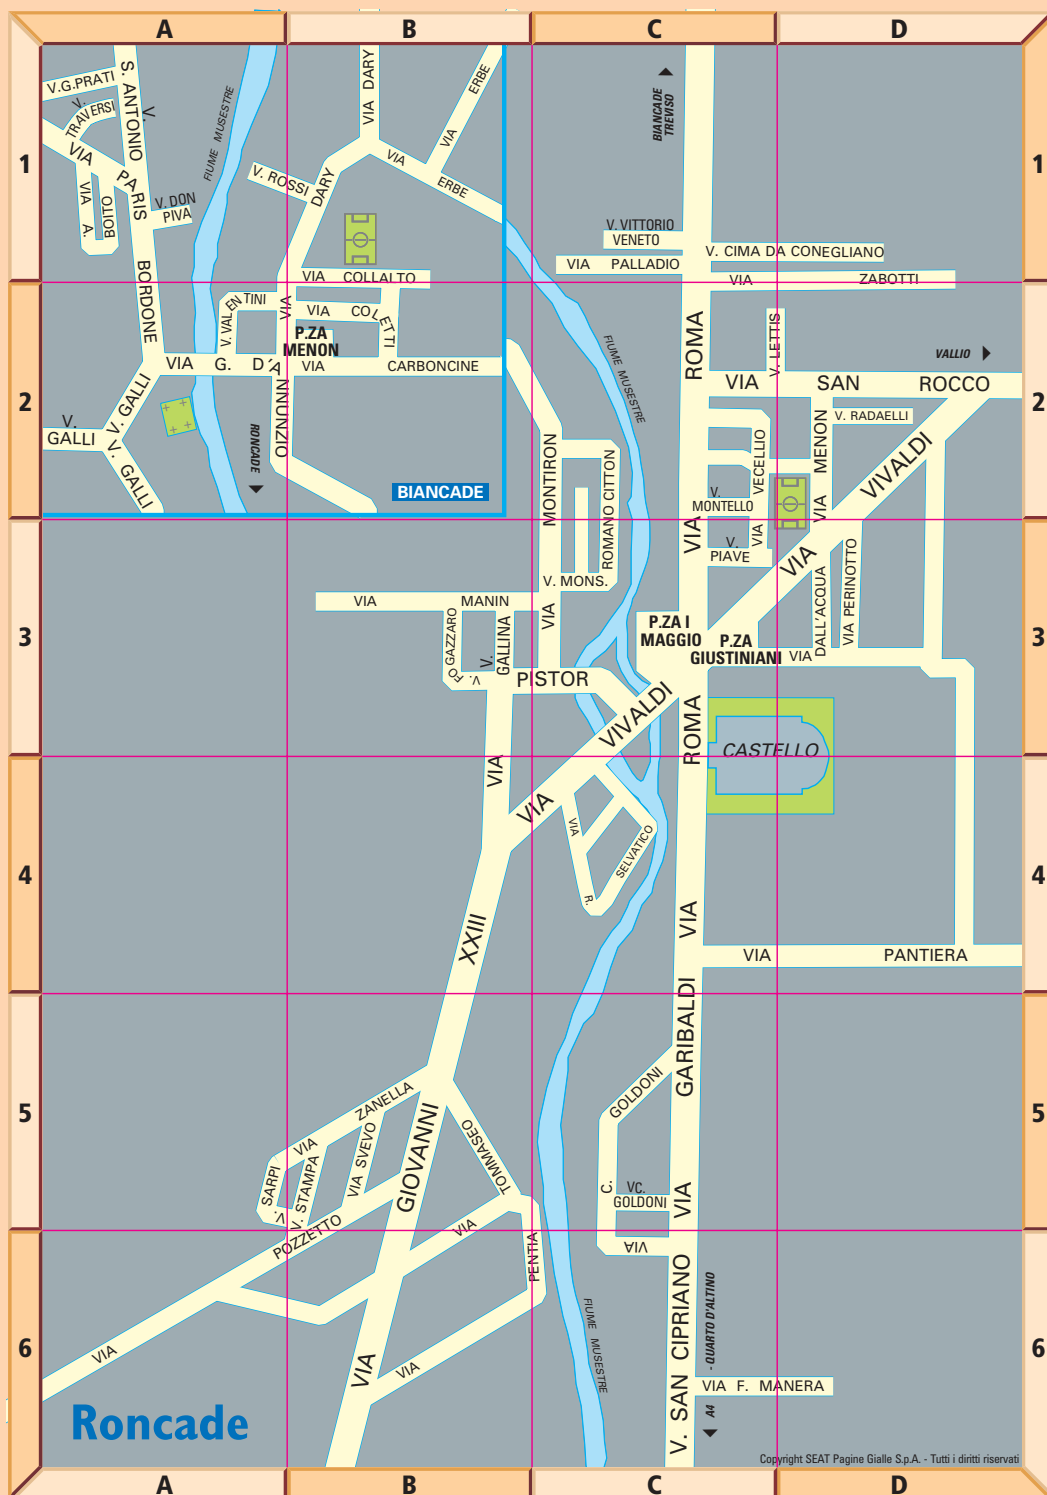 A B C D
1
1
2
2
3
3
4
4
5
5
6
6
V.G.PRATI
V.
TRAVERSI
V.
S. ANTONIO
VIA PARIS
VIA A.
BOITO
V. DON
PIVA
BORDONE
FIUME MUSESTRE
VIA DARY
VIA
ERBE
VIA
ERBE
V. ROSSI
DARY
VIA COLLALTO
V. VALENTINI
VIA
VIA COLETTI
P.ZA
MENON
VIA G. D'ANNUNZIO
VIA CARBONCINE
V. GALLI
V.
GALLI
V. GALLI
RONCADE
BIANCADE
BIANCADE
TREVISO
V. VITTORIO
VENETO
VIA PALLADIO
V. CIMA DA CONEGLIANO
VIA ZABOTTI
FIUME MUSESTRE
ROMA
V. LETTIS
VALLIO
VIA SAN ROCCO
V. RADAELLI
VIA MENON
VIVALDI
VECELLIO
V.
MONTELLO
VIA
V.
PIAVE
VIA
MONTIRON
ROMANO CITTON
V. MONS.
VIA
VIA
DALL'ACQUA
VIA PERINOTTO
VIA MANIN
FOGAZZARO
V.
V.
GALLINA
PISTOR
P.ZA I
MAGGIO
P.ZA
GIUSTINIANI
VIA
VIVALDI
ROMA
CASTELLO
VIA
VIA
VIA
R.
SELVATICO
XXIII
VIA
VIA PANTIERA
GARIBALDI
GOLDONI
C.
VC.
GOLDONI
VIA
VIA
ZANELLA
VIA
SARPI
V.
V. STAMPA
VIA SVEVO
GIOVANNI
TOMMASEO
POZZETTO
VIA
PENTIA
VIA
VIA
VIA
FIUME MUSESTRE
V. SAN CIPRIANO
A4 - QUARTO D'ALTINO
VIA F. MANERA
Roncade
Copyright SEAT Pagine Gialle S.p.A. - Tutti i diritti riservati
A B C D